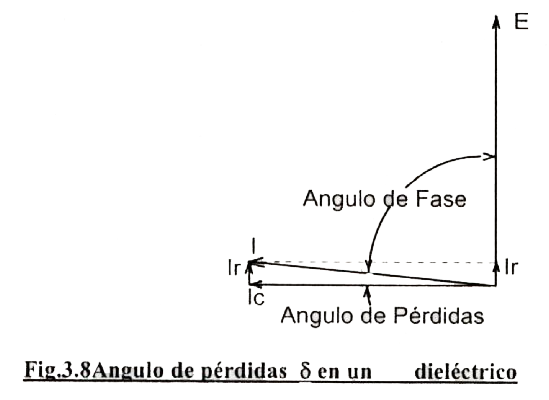 E
Angulo de Fase
I
Ir
Ir
Ic
Angulo de Pérdidas
Fig.3.8Angulo de pérdidas δ en un dieléctrico